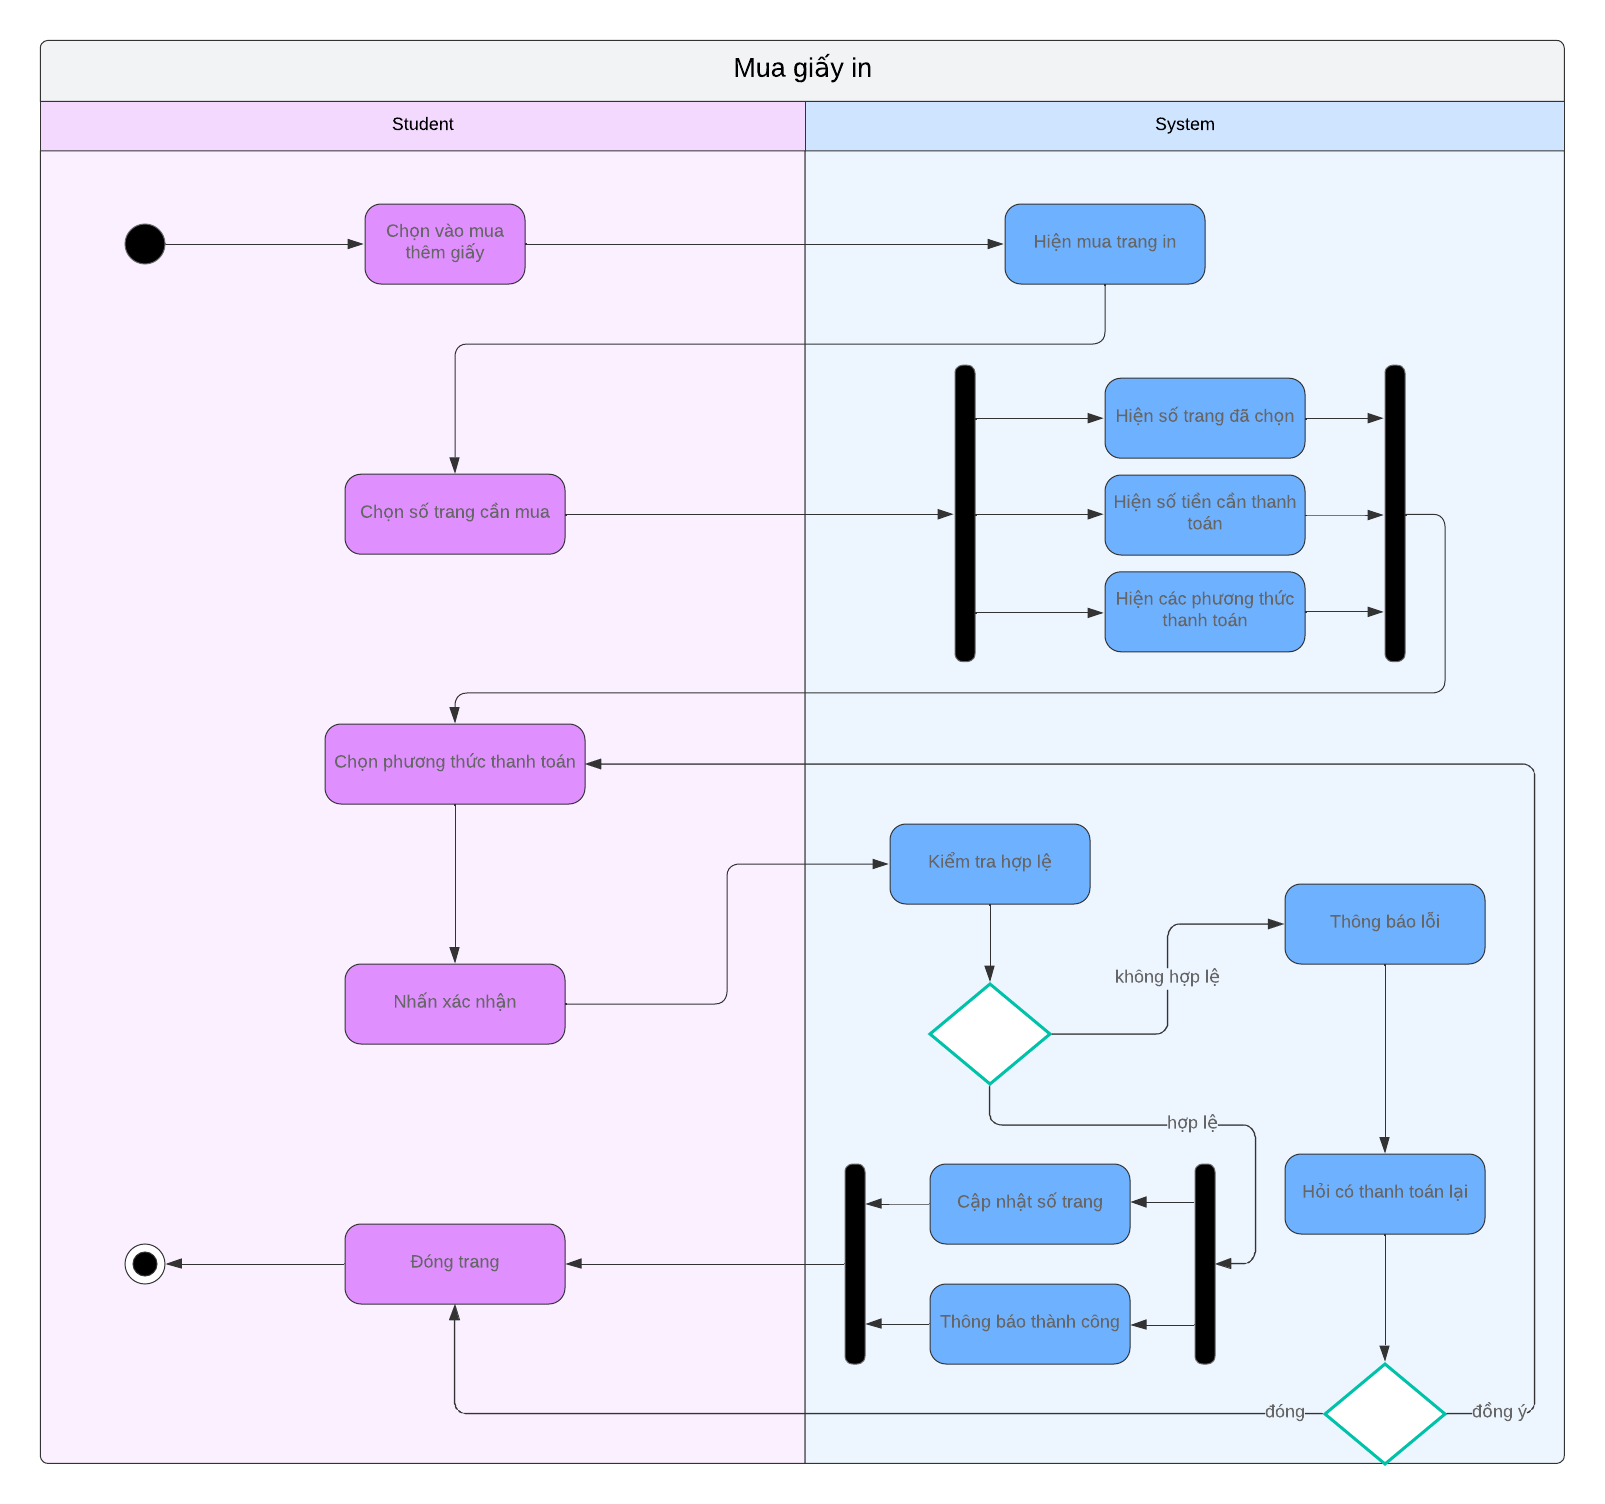 Mua giấy in
Student
System
Chọn vào mua
thêm giấy
Hiện mua trang in
Hiện số trang đã chọn
Chọn số trang cần mua
Hiện số tiền cần thanh
toán
Hiện các phương thức
thanh toán
Chọn phương thức thanh toán
Kiểm tra hợp lệ
Thông báo lỗi
không hợp lệ
Nhấn xác nhận
hợp lệ
Cập nhật số trang
Hỏi có thanh toán lại
Đóng trang
Thông báo thành công
đóng
đồng ý